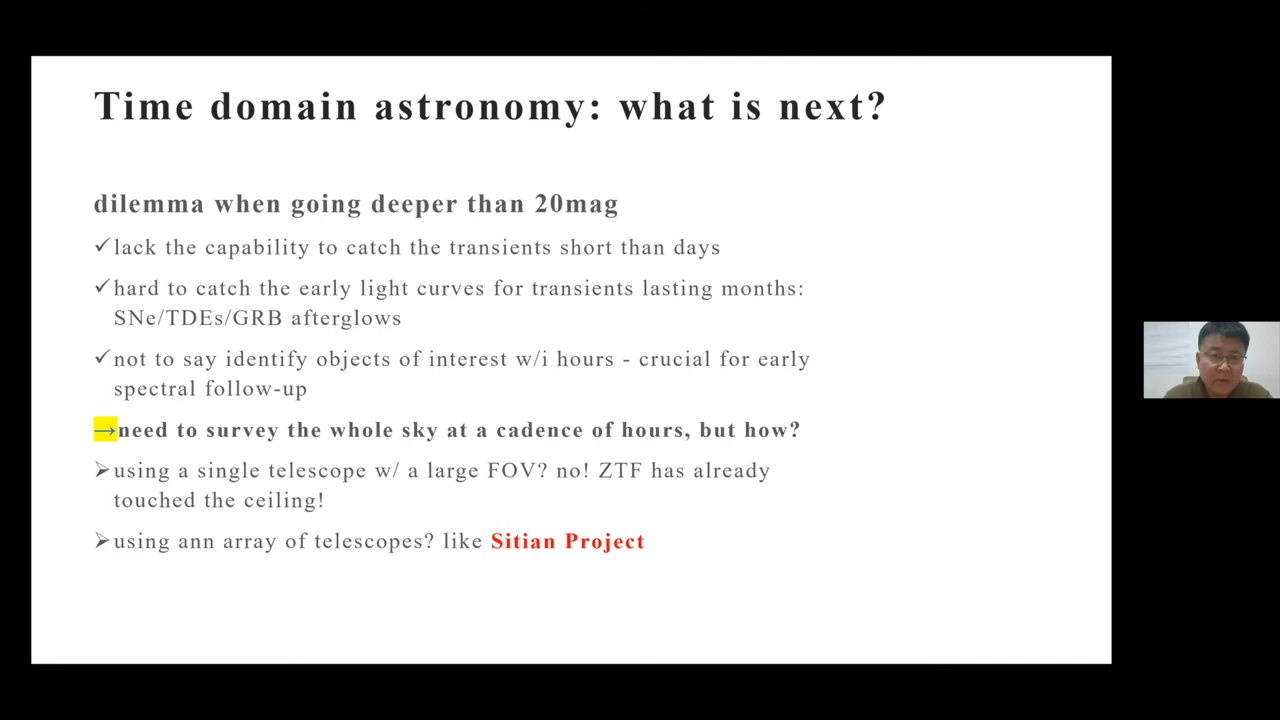 Time domain astronomy: what is next?
dilemma when going deeper than 20mag
✓lack the capability to catch the transients short than days
✓hard to catch the early light curves for transients lasting months:
SNe/TDEs/GRB afterglows
✓not to say identify objects of interest w/i hours - crucial for early
spectral follow-up
→need to survey the whole sky at a cadence of hours, but how?
➢using a single telescope w/ a large FOV? no! ZTF has already
touched the ceiling!
➢using ann array of telescopes? like Sitian Project